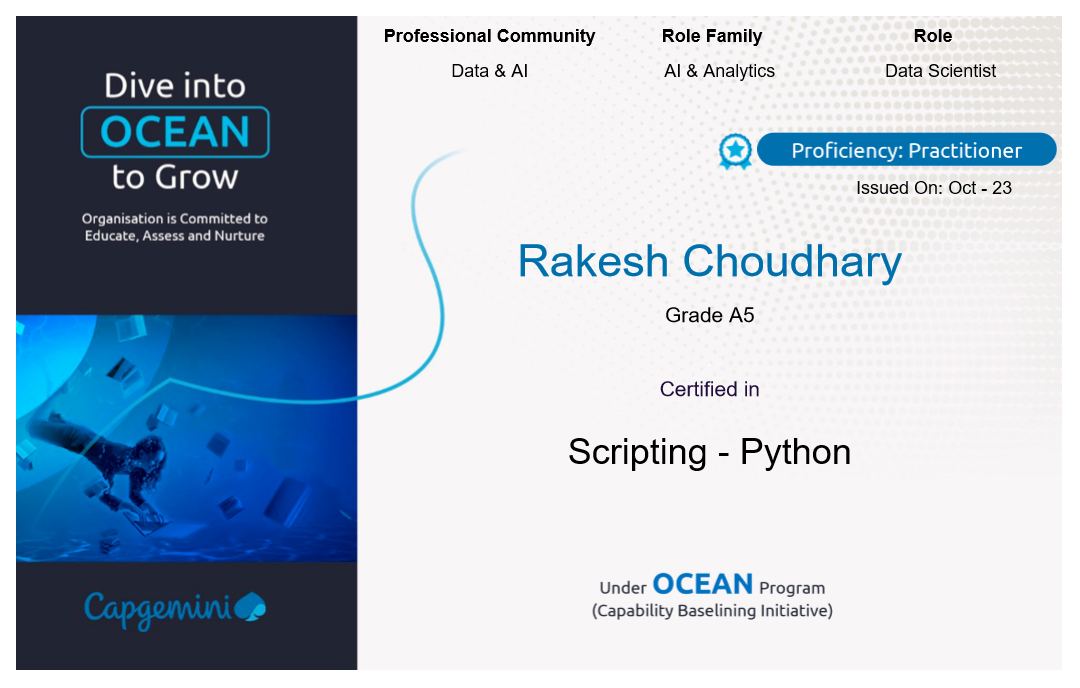 Dive into
OCEAN
to Grow
Organisation is Committed to
Educate, Assess and Nurture
Capgemini
Professional Community Role Family Role
Data & AI AI & Analytics Data Scientist
Proficiency: Practitioner
Issued On: Oct - 23
Rakesh Choudhary
Grade A5
Certified in
Scripting - Python
Under OCEAN Program
(Capability Baselining Initiative)